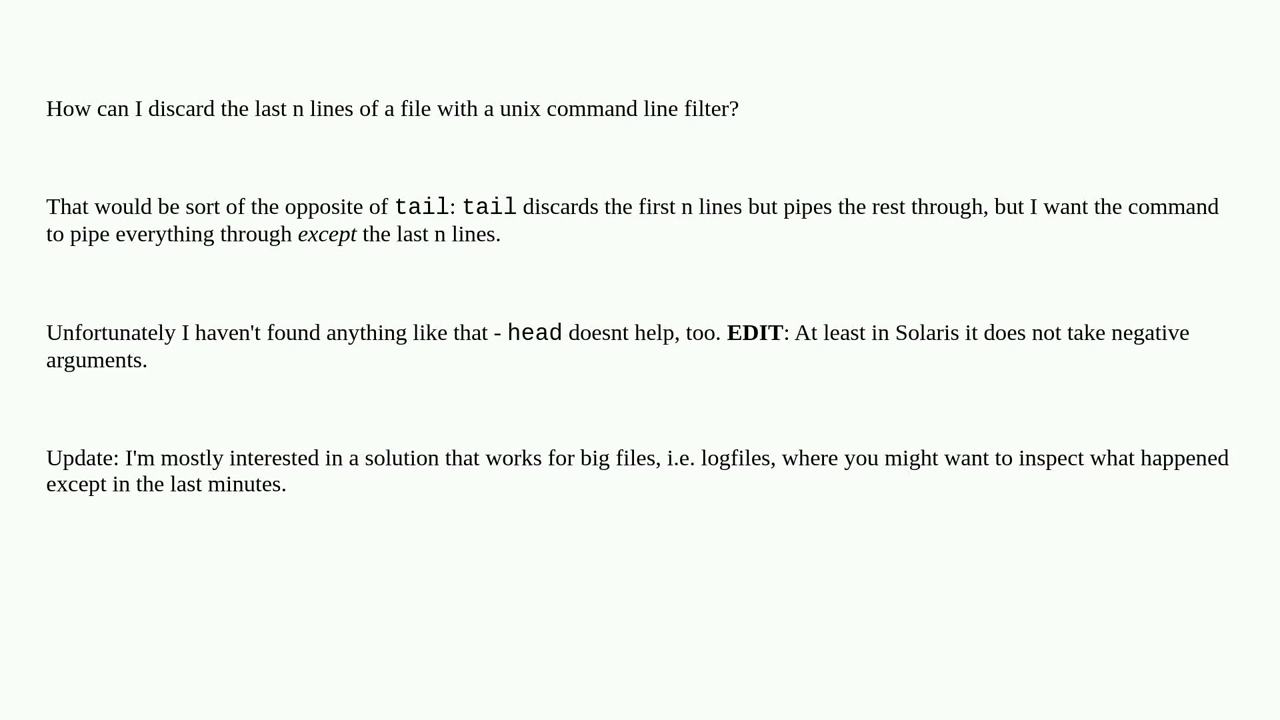 How can I discard the last n lines of a file with a unix command line filter?
That would be sort of the opposite of tail: tail discards the first n lines but pipes the rest through, but I want the command
to pipe everything through except the last n lines.
Unfortunately I haven't found anything like that - head doesnt help, too. EDIT: At least in Solaris it does not take negative
arguments.
Update: I'm mostly interested in a solution that works for big files, i.e. logfiles, where you might want to inspect what happened
except in the last minutes.